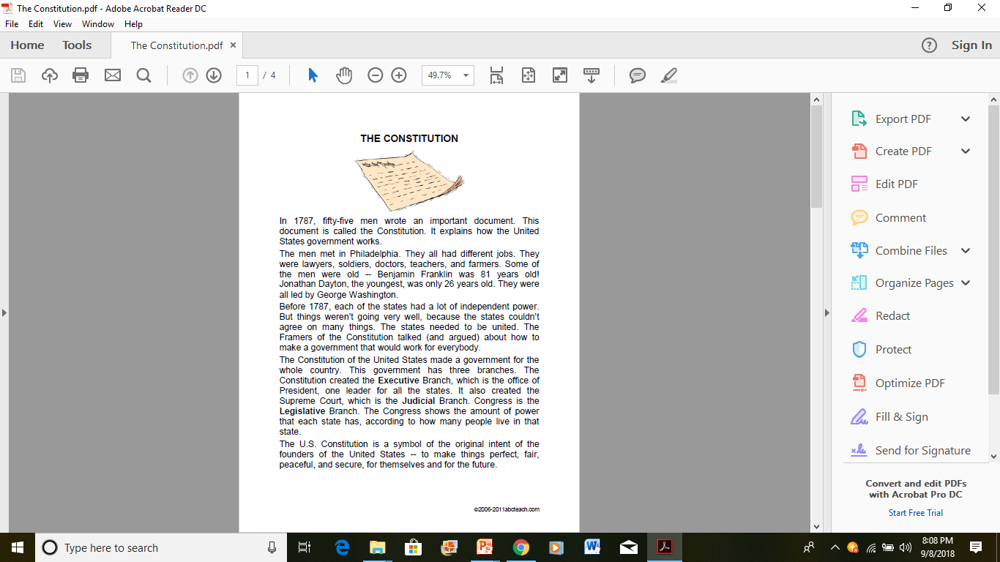 The Constitution.pdf - Adobe Acrobat Reader DC
File Edit View Window Help
Home Tools The Constitution.pdf × ? Sign In
1 / 4 49.7%
THE CONSTITUTION
In 1787, fifty-five men wrote an important document. This
document is called the Constitution. It explains how the United
States government works.
The men met in Philadelphia. They all had different jobs. They
were lawyers, soldiers, doctors, teachers, and farmers. Some of
the men were old -- Benjamin Franklin was 81 years old!
Jonathan Dayton, the youngest, was only 26 years old. They were
all led by George Washington.
Before 1787, each of the states had a lot of independent power.
But things weren't going very well, because the states couldn't
agree on many things. The states needed to be united. The
Framers of the Constitution talked (and argued) about how to
make a government that would work for everybody.
The Constitution of the United States made a government for the
whole country. This government has three branches. The
Constitution created the Executive Branch, which is the office of
President, one leader for all the states. It also created the
Supreme Court, which is the Judicial Branch. Congress is the
Legislative Branch. The Congress shows the amount of power
that each state has, according to how many people live in that
state.
The U.S. Constitution is a symbol of the original intent of the
founders of the United States -- to make things perfect, fair,
peaceful, and secure, for themselves and for the future.
©2006-2011abcteach.com
Export PDF
Create PDF
Edit PDF
Comment
Combine Files
Organize Pages
Redact
Protect
Optimize PDF
Fill & Sign
Send for Signature
Convert and edit PDFs
with Acrobat Pro DC
Start Free Trial
Type here to search
8:08 PM
9/8/2018